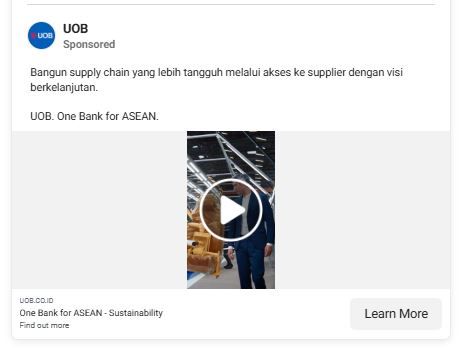 UOB
UOB
Sponsored
Bangun supply chain yang lebih tangguh melalui akses ke supplier dengan visi
berkelanjutan.
UOB. One Bank for ASEAN.
UOB.CO.ID
One Bank for ASEAN - Sustainability
Find out more
Learn More